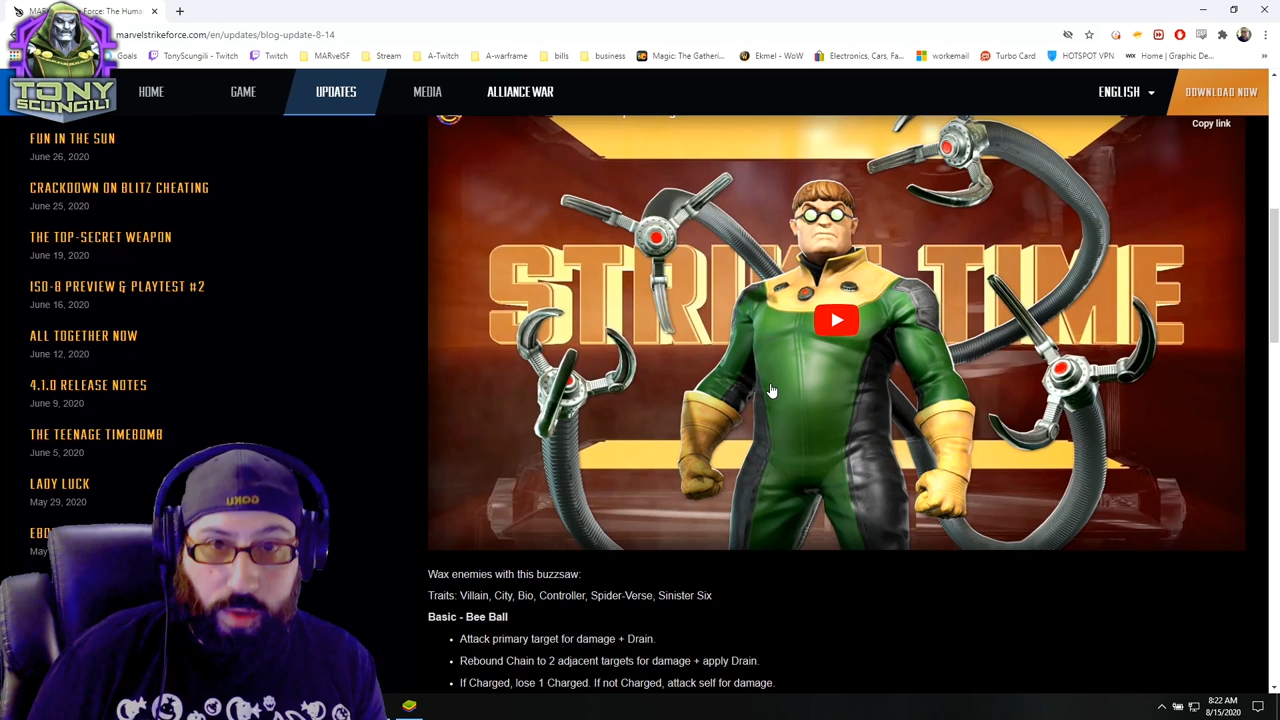 MA
Force: The H
marvelstrikeforce.com/en/updates/blog-update-8-14
Goals TonyScungili - Twitch Twitch MARvelSF Stream A-Twitch A-warframe bills business Magic: The Gatheri... Ekmel - WoW Electronics, Cars, Fa... workemail Turbo Card HOTSPOT VPN WIX Home | Graphic De... »
TONY
SCUNGILI
HOME GAME UPDATES MEDIA ALLIANCE WAR ENGLISH DOWNLOAD NOW
Copy link
FUN IN THE SUN
June 26, 2020
CRACKDOWN ON BLITZ CHEATING
June 25, 2020
THE TOP-SECRET WEAPON
June 19, 2020
ISO-8 PREVIEW & PLAYTEST #2
June 16, 2020
ALL TOGETHER NOW
June 12, 2020
4.1.0 RELEASE NOTES
June 9, 2020
THE TEENAGE TIMEBOMB
June 5, 2020
LADY LUCK
May 29, 2020
EBO
May
STRIKE TIME
Wax enemies with this buzzsaw:
Traits: Villain, City, Bio, Controller, Spider-Verse, Sinister Six
Basic - Bee Ball
• Attack primary target for damage + Drain.
• Rebound Chain to 2 adjacent targets for damage + apply Drain.
• If Charged, lose 1 Charged. If not Charged, attack self for damage.
8:22 AM
8/15/2020